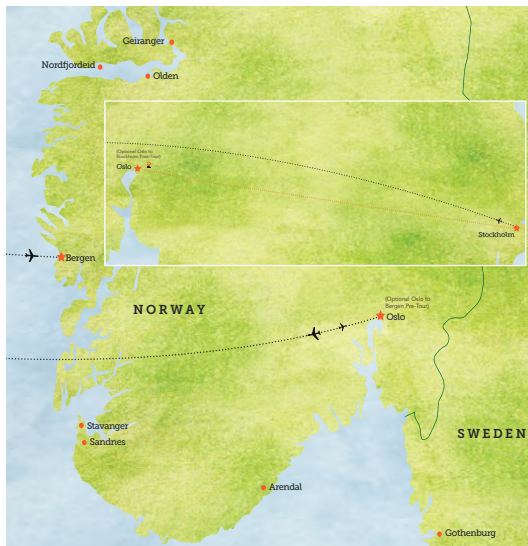 Geiranger
Nordfjordeid
Olden
(Optional Oslo to
Stockholm Pre-Tour)
Oslo
Stockholm
Bergen
NORWAY
(Optional Oslo to
Bergen Pre-Tour)
Oslo
Stavanger
Sandnes
SWEDEN
Arendal
Gothenburg